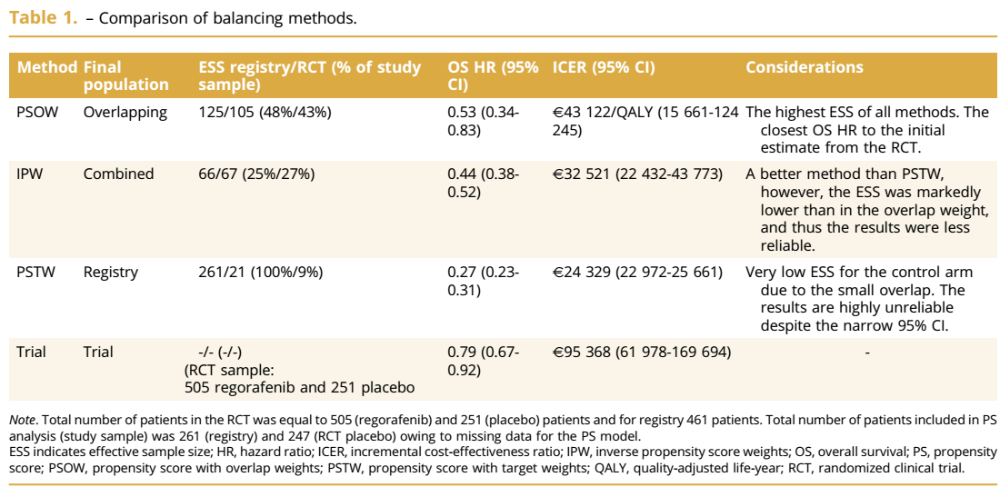 Table 1. – Comparison of balancing methods.
Method Final population ESS registry/RCT (% of study sample) OS HR (95% CI) ICER (95% CI) Considerations
PSOW Overlapping 125/105 (48%/43%) 0.53 (0.34-0.83) €43 122/QALY (15 661-124 245) The highest ESS of all methods. The closest OS HR to the initial estimate from the RCT.
IPW Combined 66/67 (25%/27%) 0.44 (0.38-0.52) €32 521 (22 432-43 773) A better method than PSTW, however, the ESS was markedly lower than in the overlap weight, and thus the results were less reliable.
PSTW Registry 261/21 (100%/9%) 0.27 (0.23-0.31) €24 329 (22 972-25 661) Very low ESS for the control arm due to the small overlap. The results are highly unreliable despite the narrow 95% CI.
Trial Trial -/- (-/-) (RCT sample: 505 regorafenib and 251 placebo 0.79 (0.67-0.92) €95 368 (61 978-169 694) -
Note. Total number of patients in the RCT was equal to 505 (regorafenib) and 251 (placebo) patients and for registry 461 patients. Total number of patients included in PS
analysis (study sample) was 261 (registry) and 247 (RCT placebo) owing to missing data for the PS model.
ESS indicates effective sample size; HR, hazard ratio; ICER, incremental cost-effectiveness ratio; IPW, inverse propensity score weights; OS, overall survival; PS, propensity
score; PSOW, propensity score with overlap weights; PSTW, propensity score with target weights; QALY, quality-adjusted life-year; RCT, randomized clinical trial.